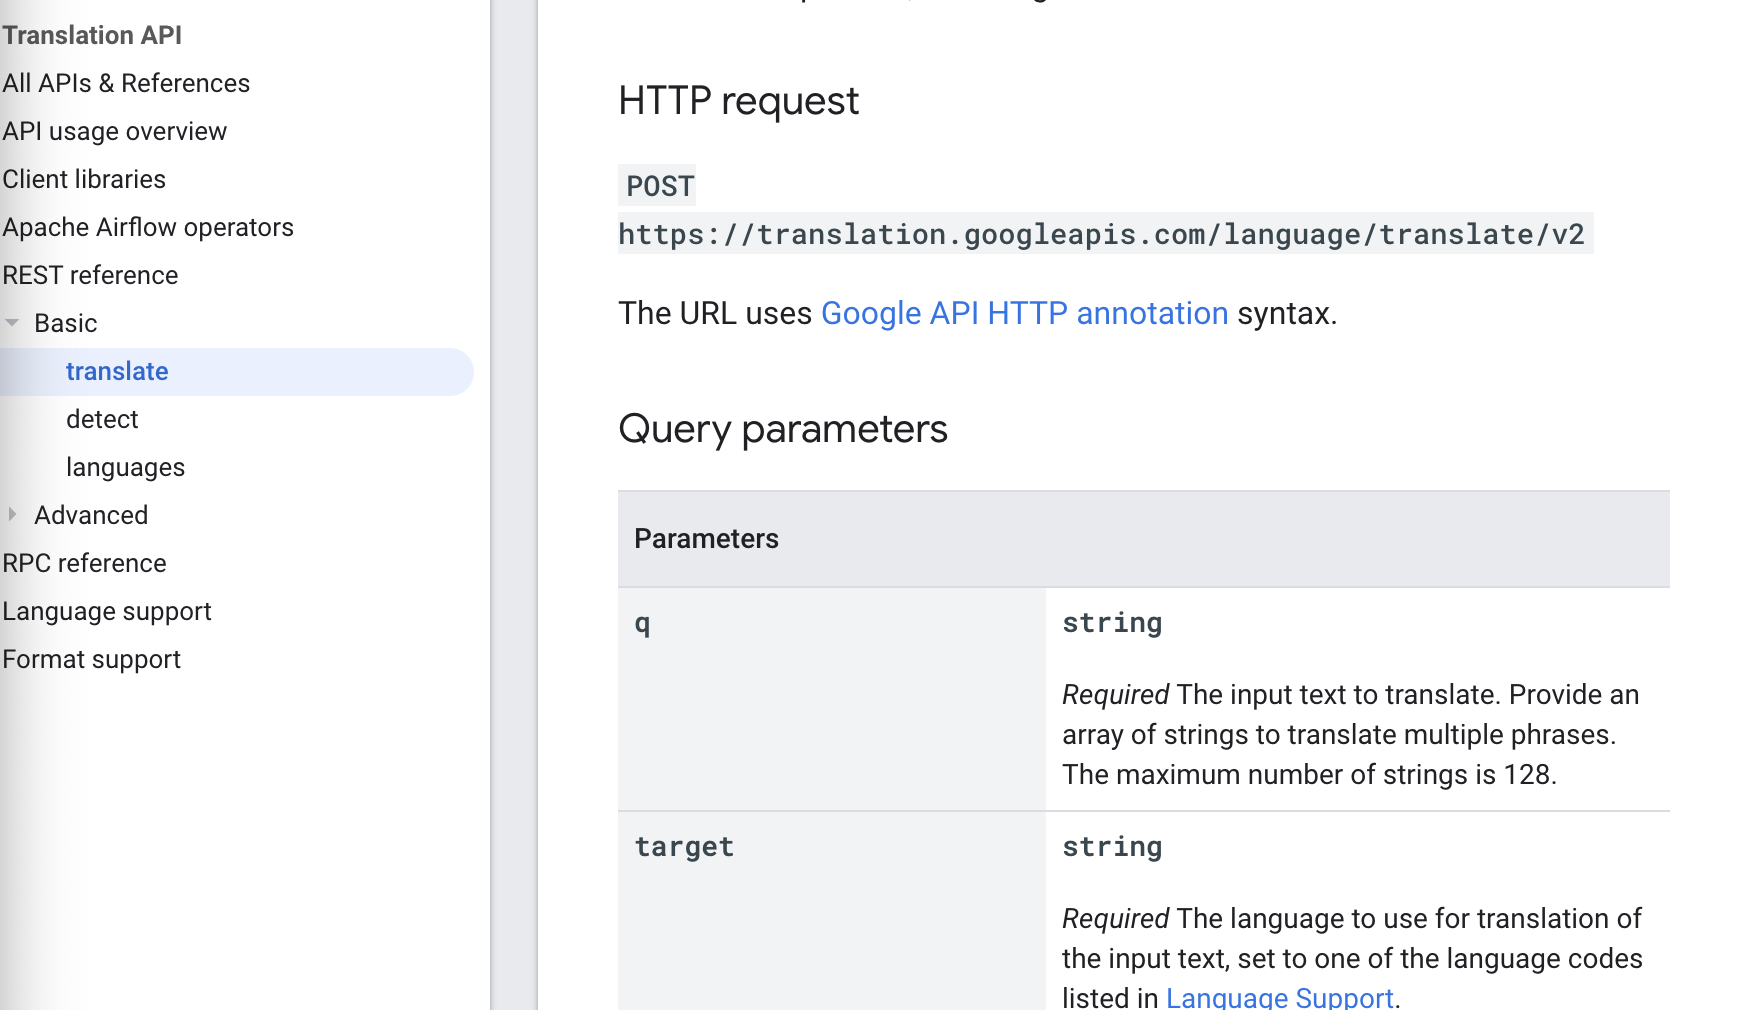 Translation API
All APIs & References
API usage overview
Client libraries
Apache Airflow operators
REST reference
Basic
translate
detect
languages
Advanced
RPC reference
Language support
Format support
HTTP request
POST
https://translation.googleapis.com/language/translate/v2
The URL uses Google API HTTP annotation syntax.
Query parameters
Parameters
q
string
Required The input text to translate. Provide an
array of strings to translate multiple phrases.
The maximum number of strings is 128.
target
string
Required The language to use for translation of
the input text, set to one of the language codes
listed in Language Support.